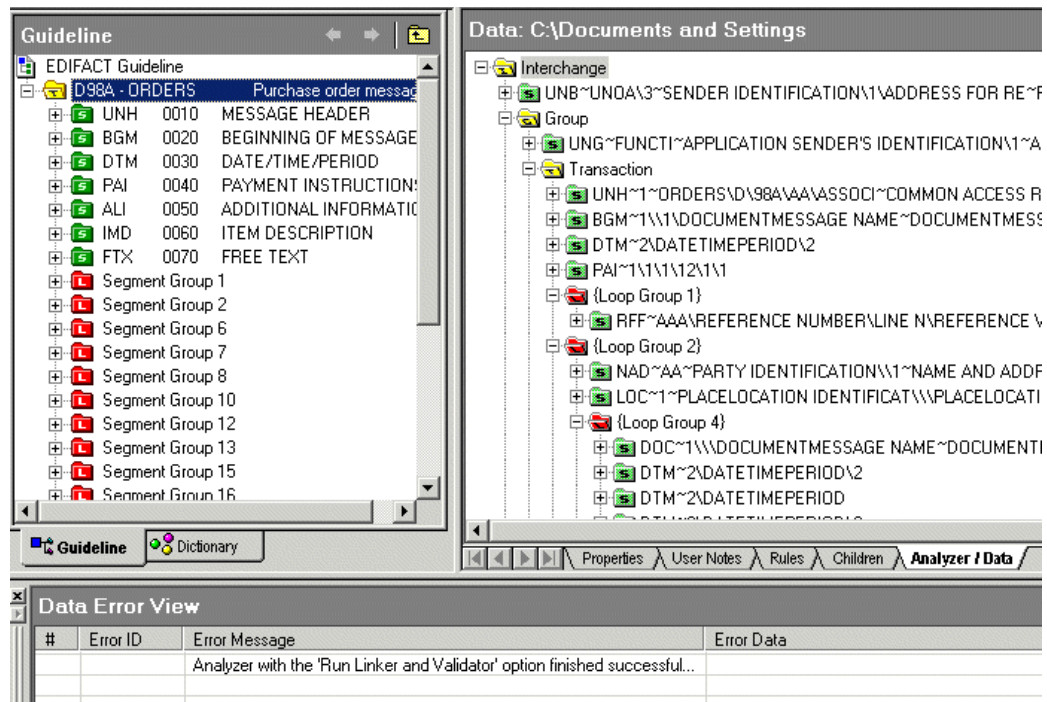 Guideline
EDIFACT Guideline
D98A - ORDERS Purchase order messag
UNH 0010 MESSAGE HEADER
BGM 0020 BEGINNING OF MESSAGE
DTM 0030 DATE/TIME/PERIOD
PAI 0040 PAYMENT INSTRUCTION
ALI 0050 ADDITIONAL INFORMATI
IMD 0060 ITEM DESCRIPTION
FTX 0070 FREE TEXT
Segment Group 1
Segment Group 2
Segment Group 6
Segment Group 7
Segment Group 8
Segment Group 10
Segment Group 12
Segment Group 13
Segment Group 15
Segment Group 16
Guideline
Dictionary
Data: C:\Documents and Settings
Interchange
UNB~UNOA\3~SENDER IDENTIFICATION\1\ADDRESS FOR RE~
Group
UNG~FUNCTI~APPLICATION SENDER'S IDENTIFICATION\1~A
Transaction
UNH~1~ORDERS\D\98A\AA\ASSOCI~COMMON ACCESS R
BGM~1\\1\DOCUMENTMESSAGE NAME~DOCUMENTMESS
DTM~2\DATETIMEPERIOD\2
PAI~1\1\1\12\1\1
{Loop Group 1}
RFF~AAA\REFERENCE NUMBER\LINE N\REFERENCE
{Loop Group 2}
NAD~AA~PARTY IDENTIFICATION\\1~NAME AND ADDR
LOC~1~PLACELOCATION IDENTIFICAT\\\PLACELOCATI
{Loop Group 4}
DOC~1\\\DOCUMENTMESSAGE NAME~DOCUMENT
DTM~2\DATETIMEPERIOD\2
DTM~2\DATETIMEPERIOD
Properties User Notes Rules Children Analyzer / Data
Data Error View
# Error ID Error Message Error Data
Analyzer with the 'Run Linker and Validator' option finished successful...